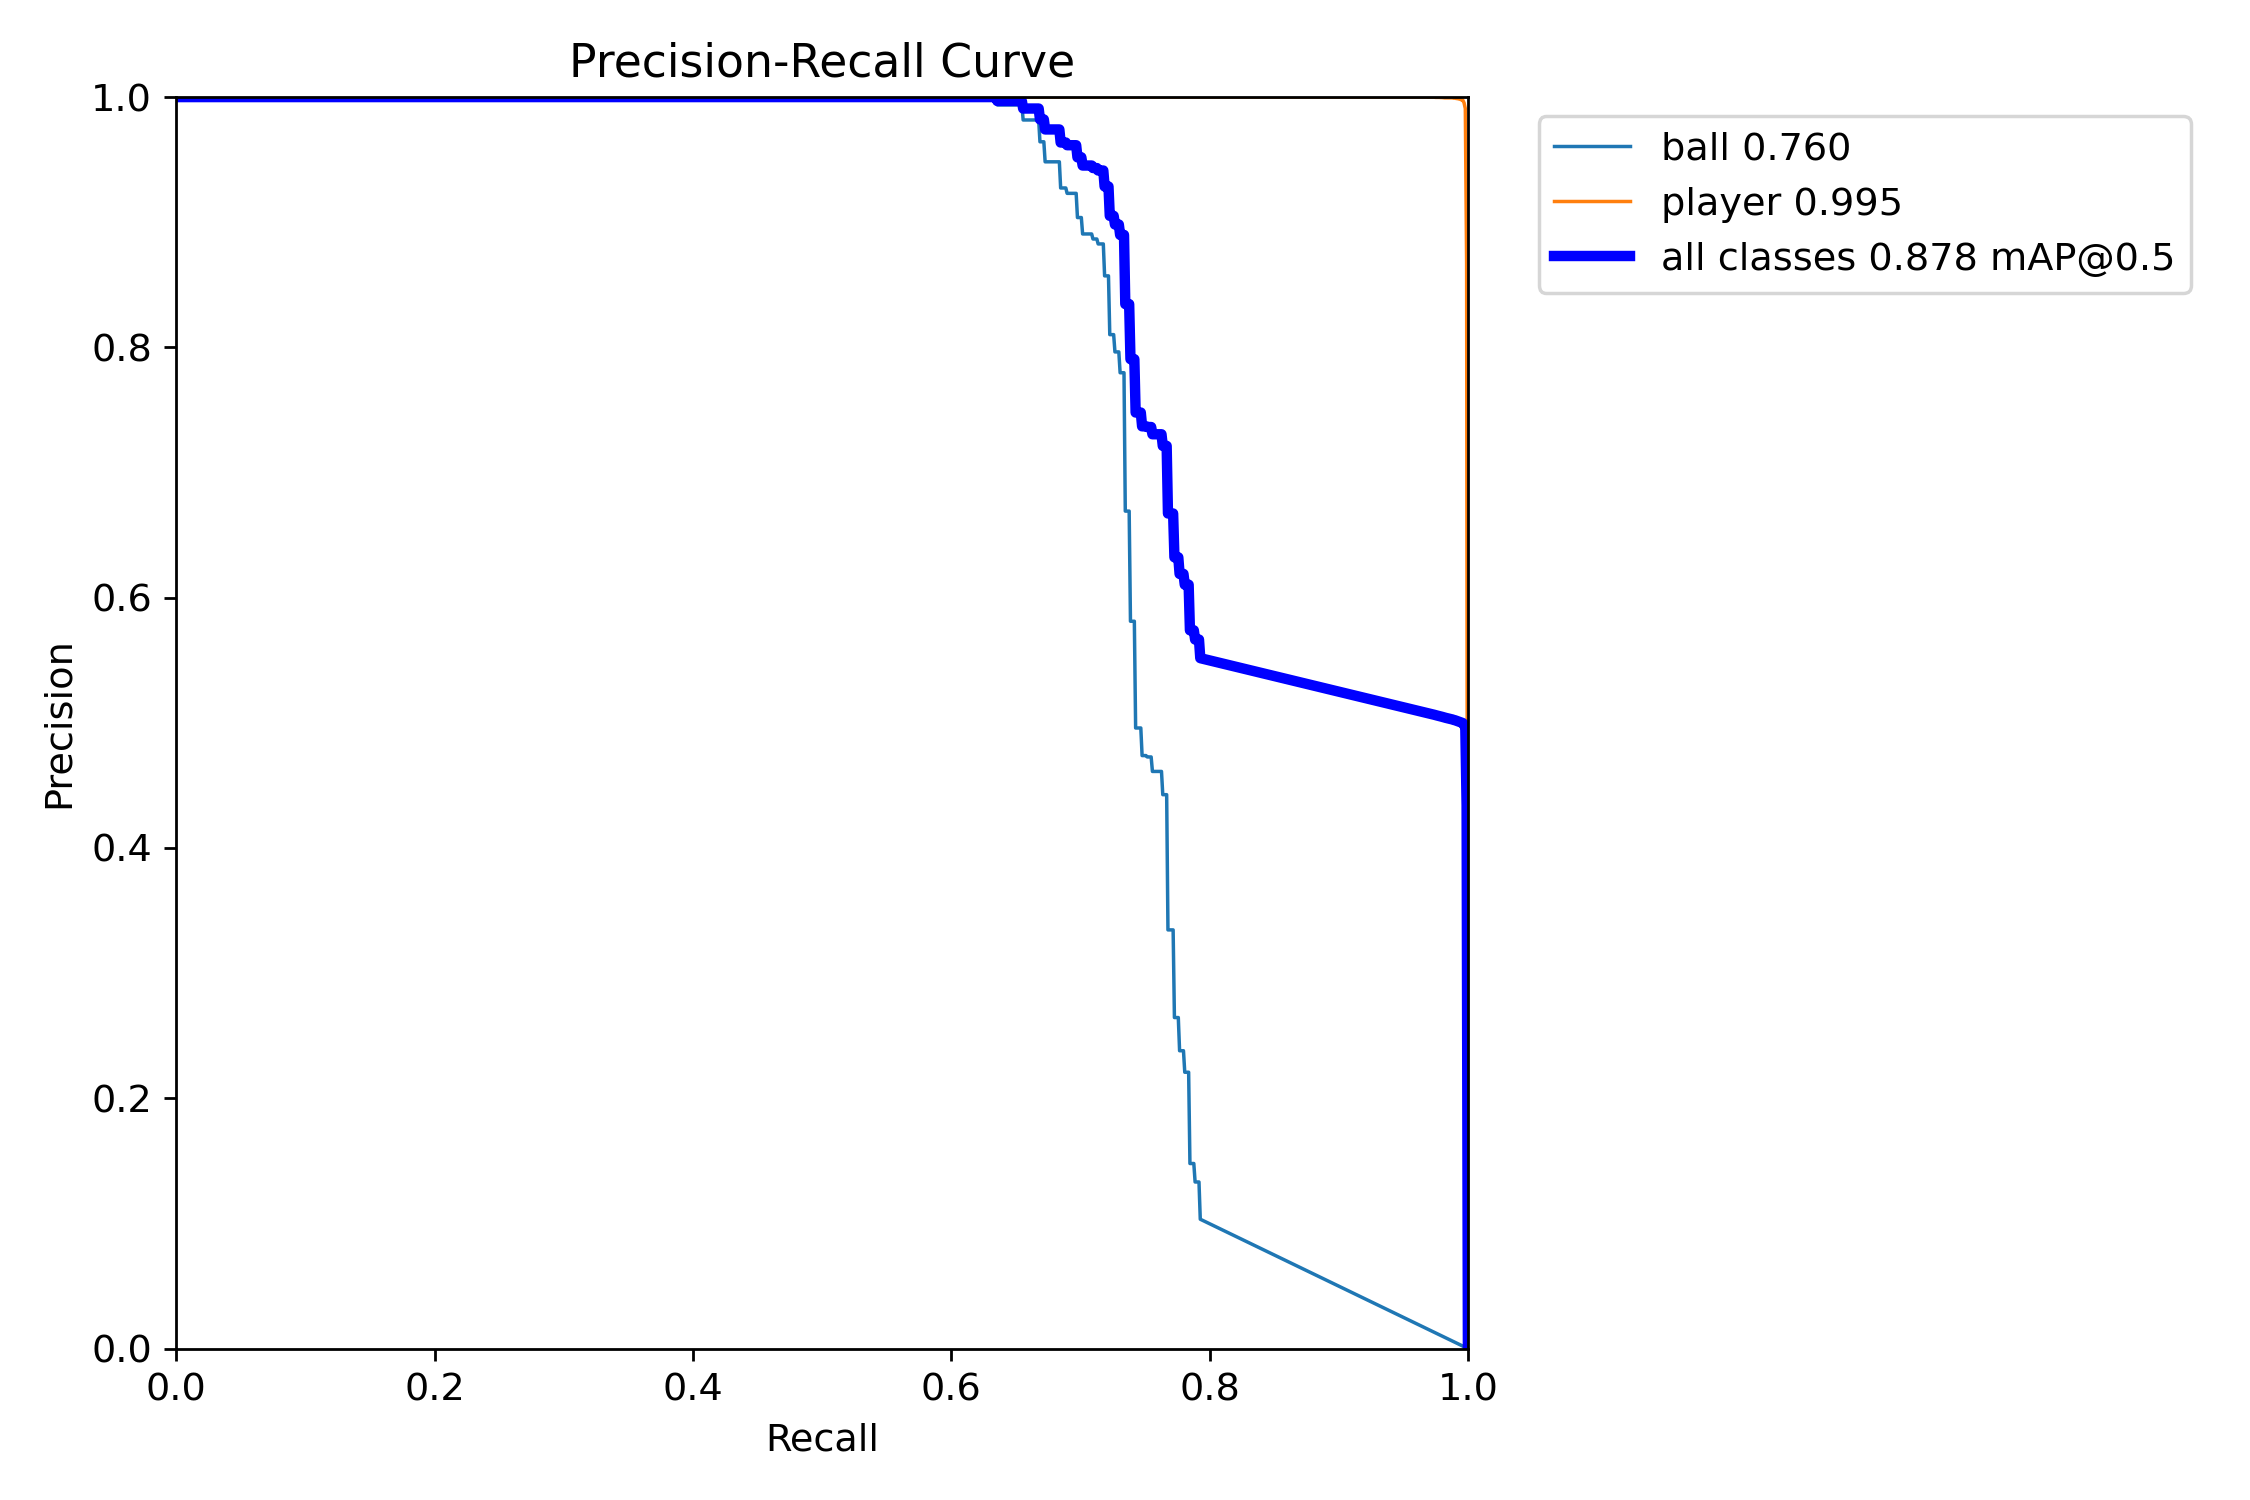 Precision-Recall Curve
1.0
0.8
0.6
0.4
0.2
0.0
Precision
0.0 0.2 0.4 0.6 0.8 1.0
Recall
ball 0.760
player 0.995
all classes 0.878 mAP@0.5